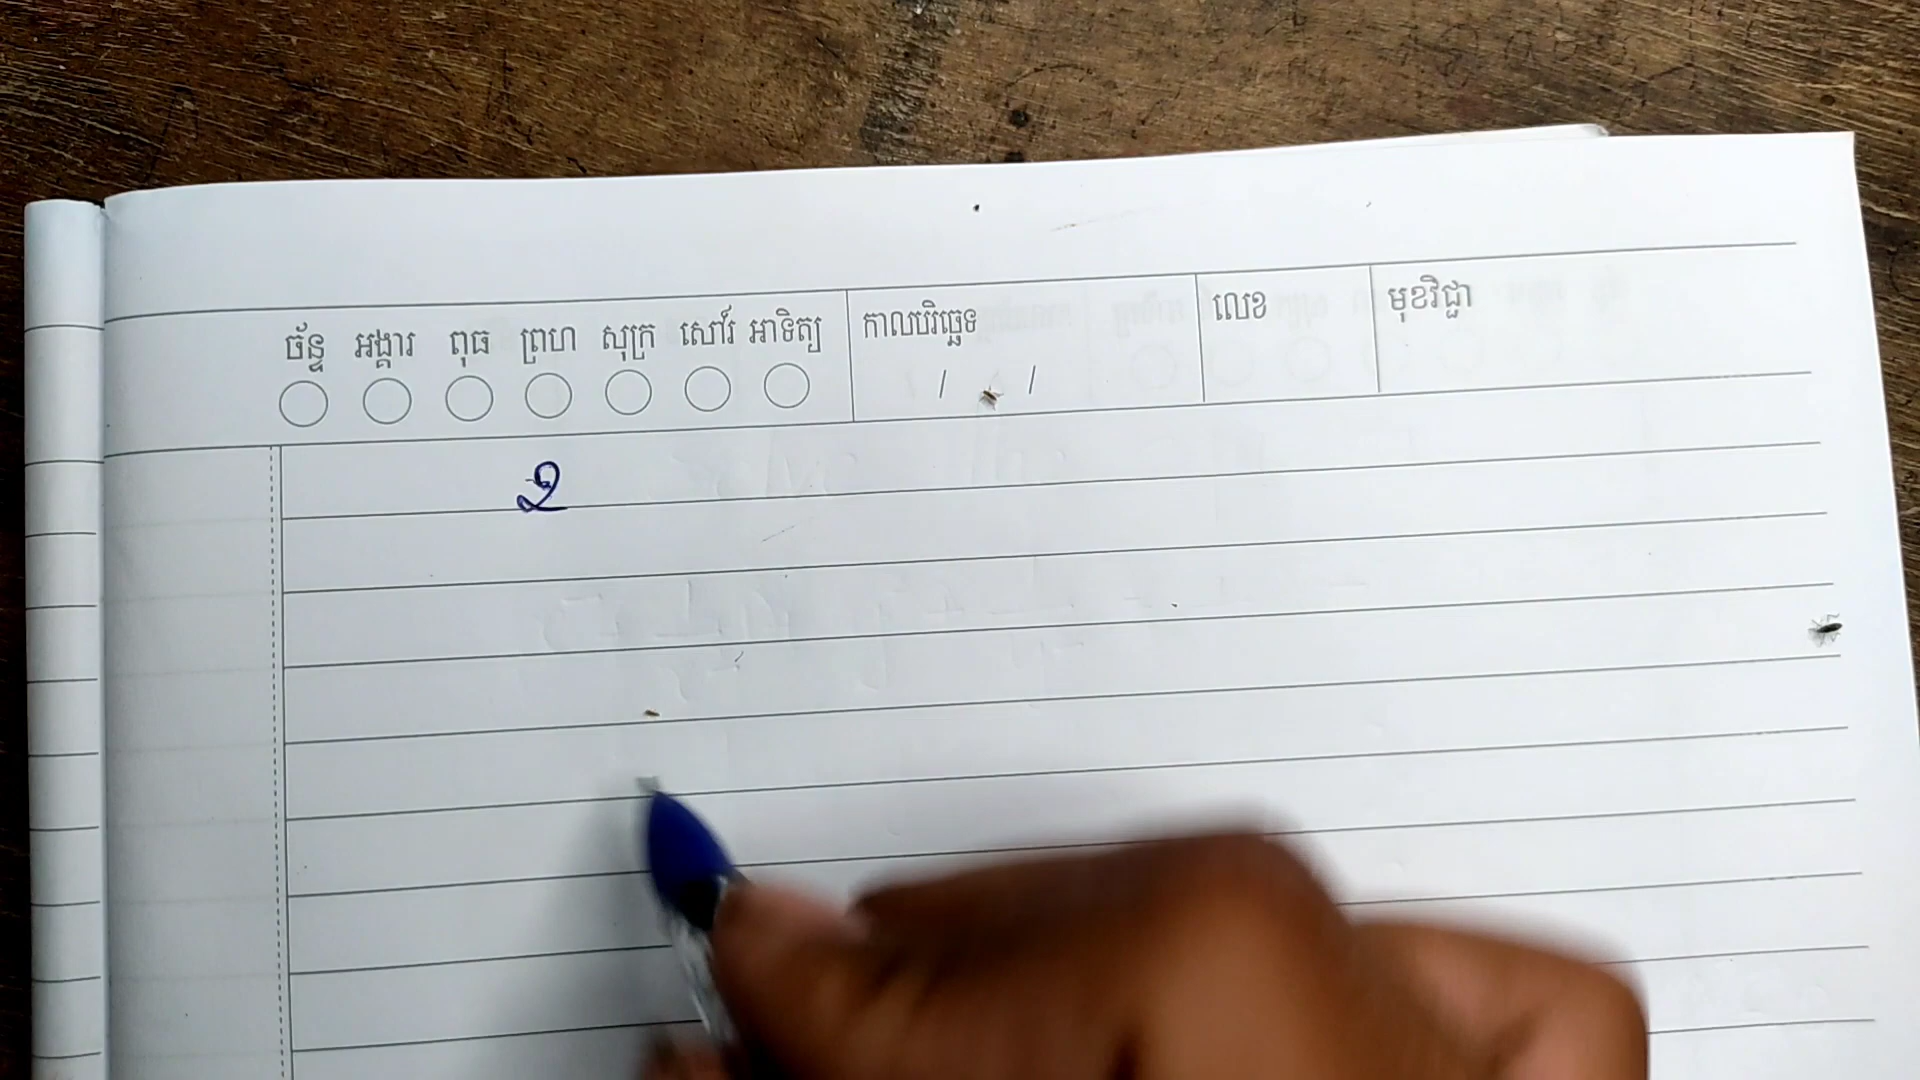 ច័ន្ទ អង្គារ ពុធ ព្រហ សុក្រ សៅរ៍ អាទិត្យ កាលបរិច្ឆេទ លេខ មុខវិជ្ជា
/ /